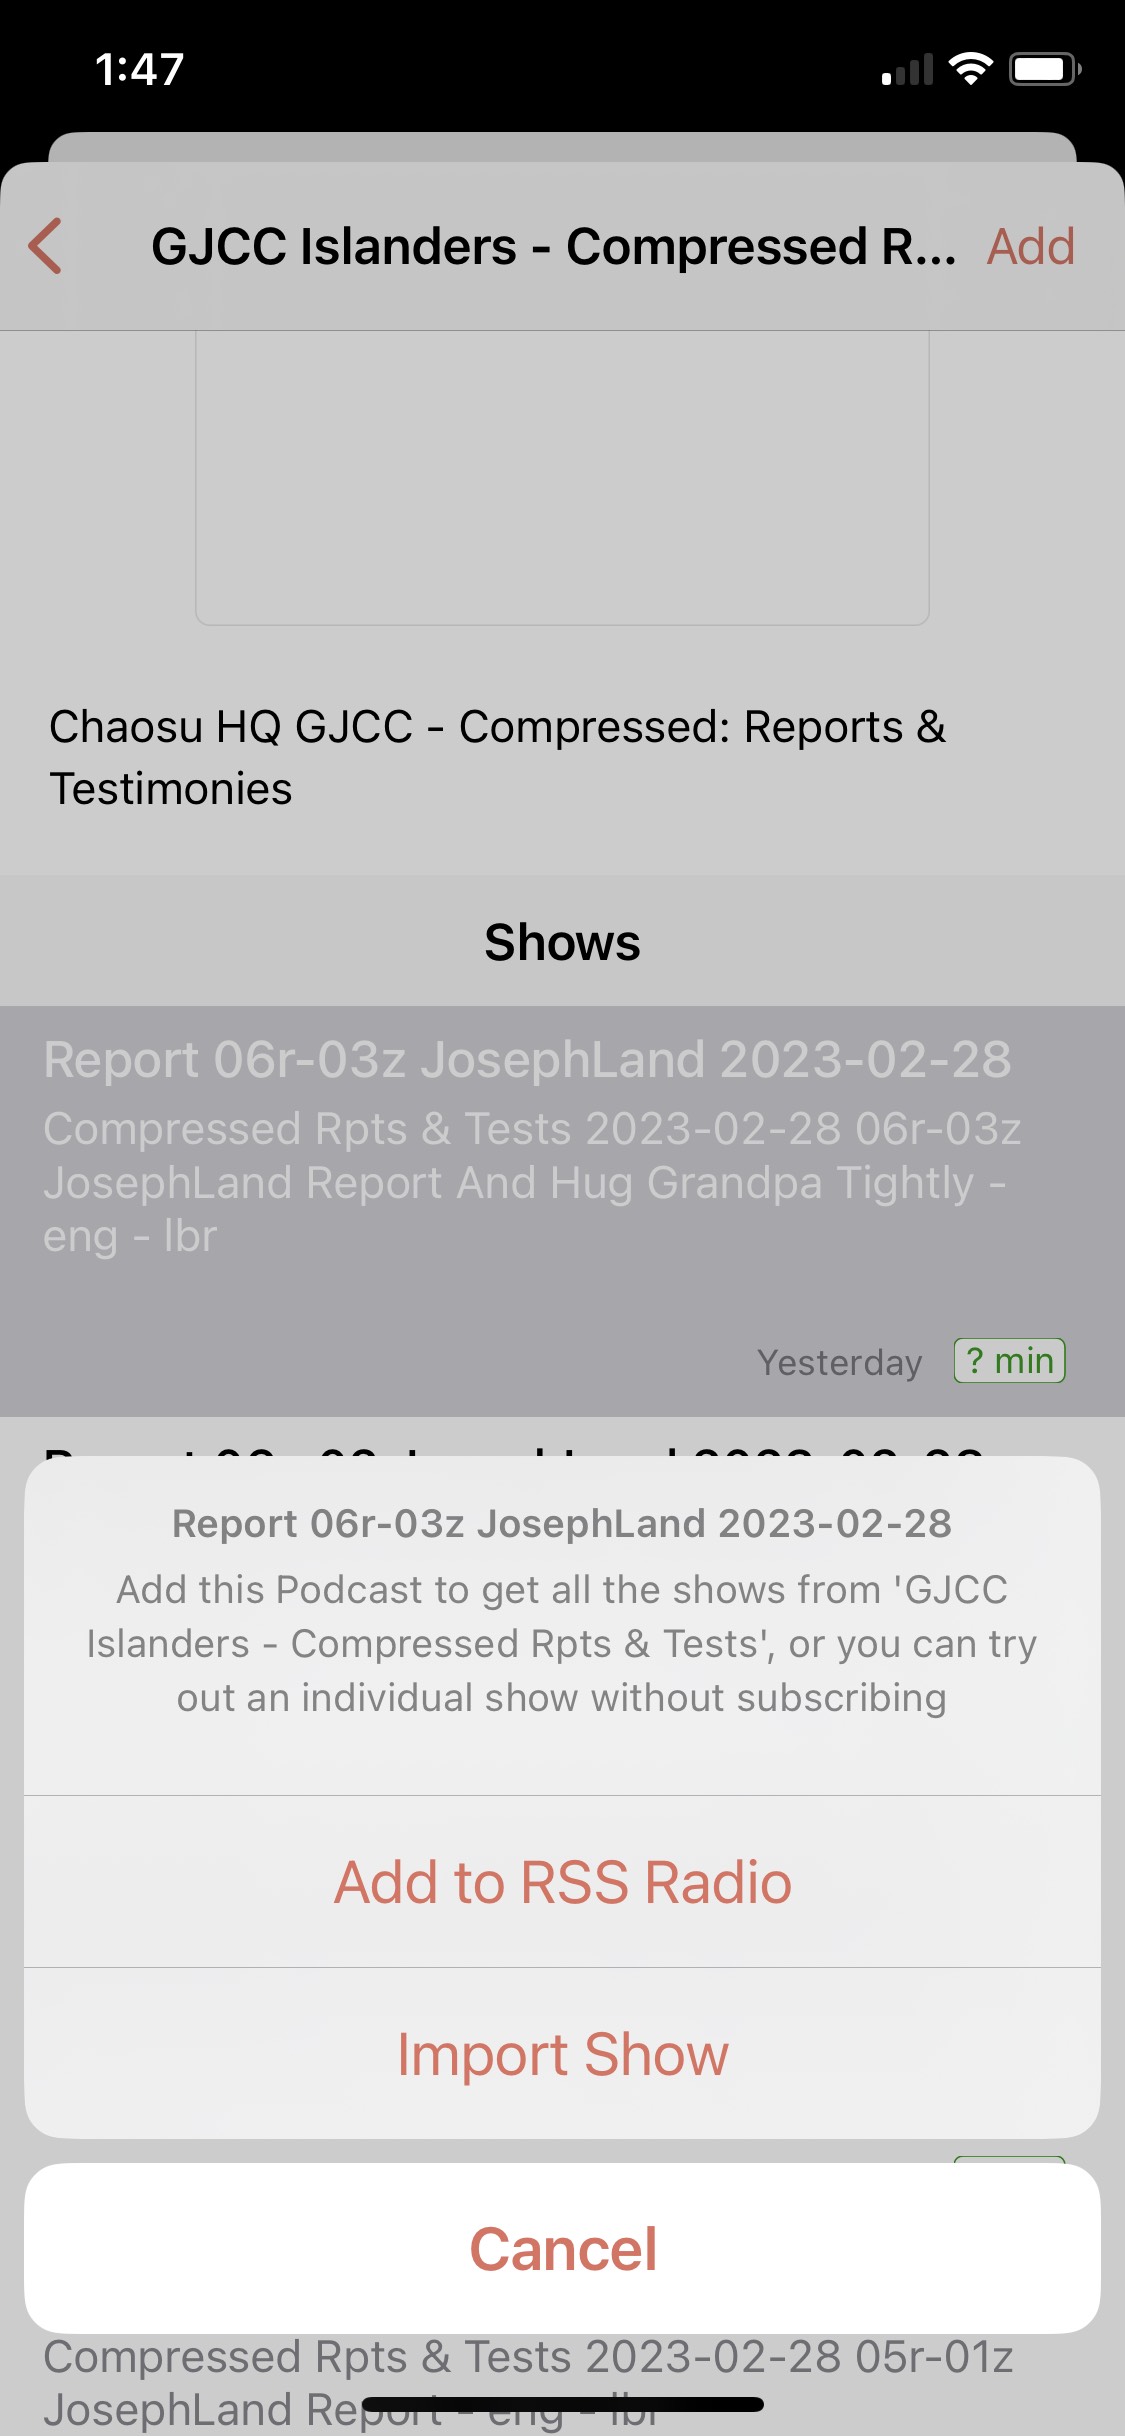 1:47
GJCC Islanders - Compressed R... Add
Chaosu HQ GJCC - Compressed: Reports &
Testimonies
Shows
Report 06r-03z JosephLand 2023-02-28
Compressed Rpts & Tests 2023-02-28 06r-03z
JosephLand Report And Hug Grandpa Tightly -
eng - lbr
Yesterday ? min
Report 06r-03z JosephLand 2023-02-28
Add this Podcast to get all the shows from 'GJCC
Islanders - Compressed Rpts & Tests', or you can try
out an individual show without subscribing
Add to RSS Radio
Import Show
Cancel
Compressed Rpts & Tests 2023-02-28 05r-01z
JosephLand Report - eng - lbr